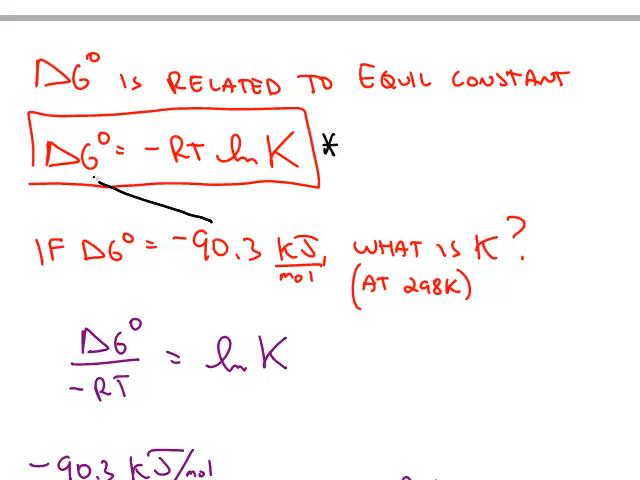 ΔG° IS RELATED TO EQUIL CONSTANT
ΔG° = -RT ln K *
IF ΔG° = -90.3 kJ/mol, WHAT IS K?
(AT 298K)
ΔG°/-RT = ln K
-90.3 kJ/mol